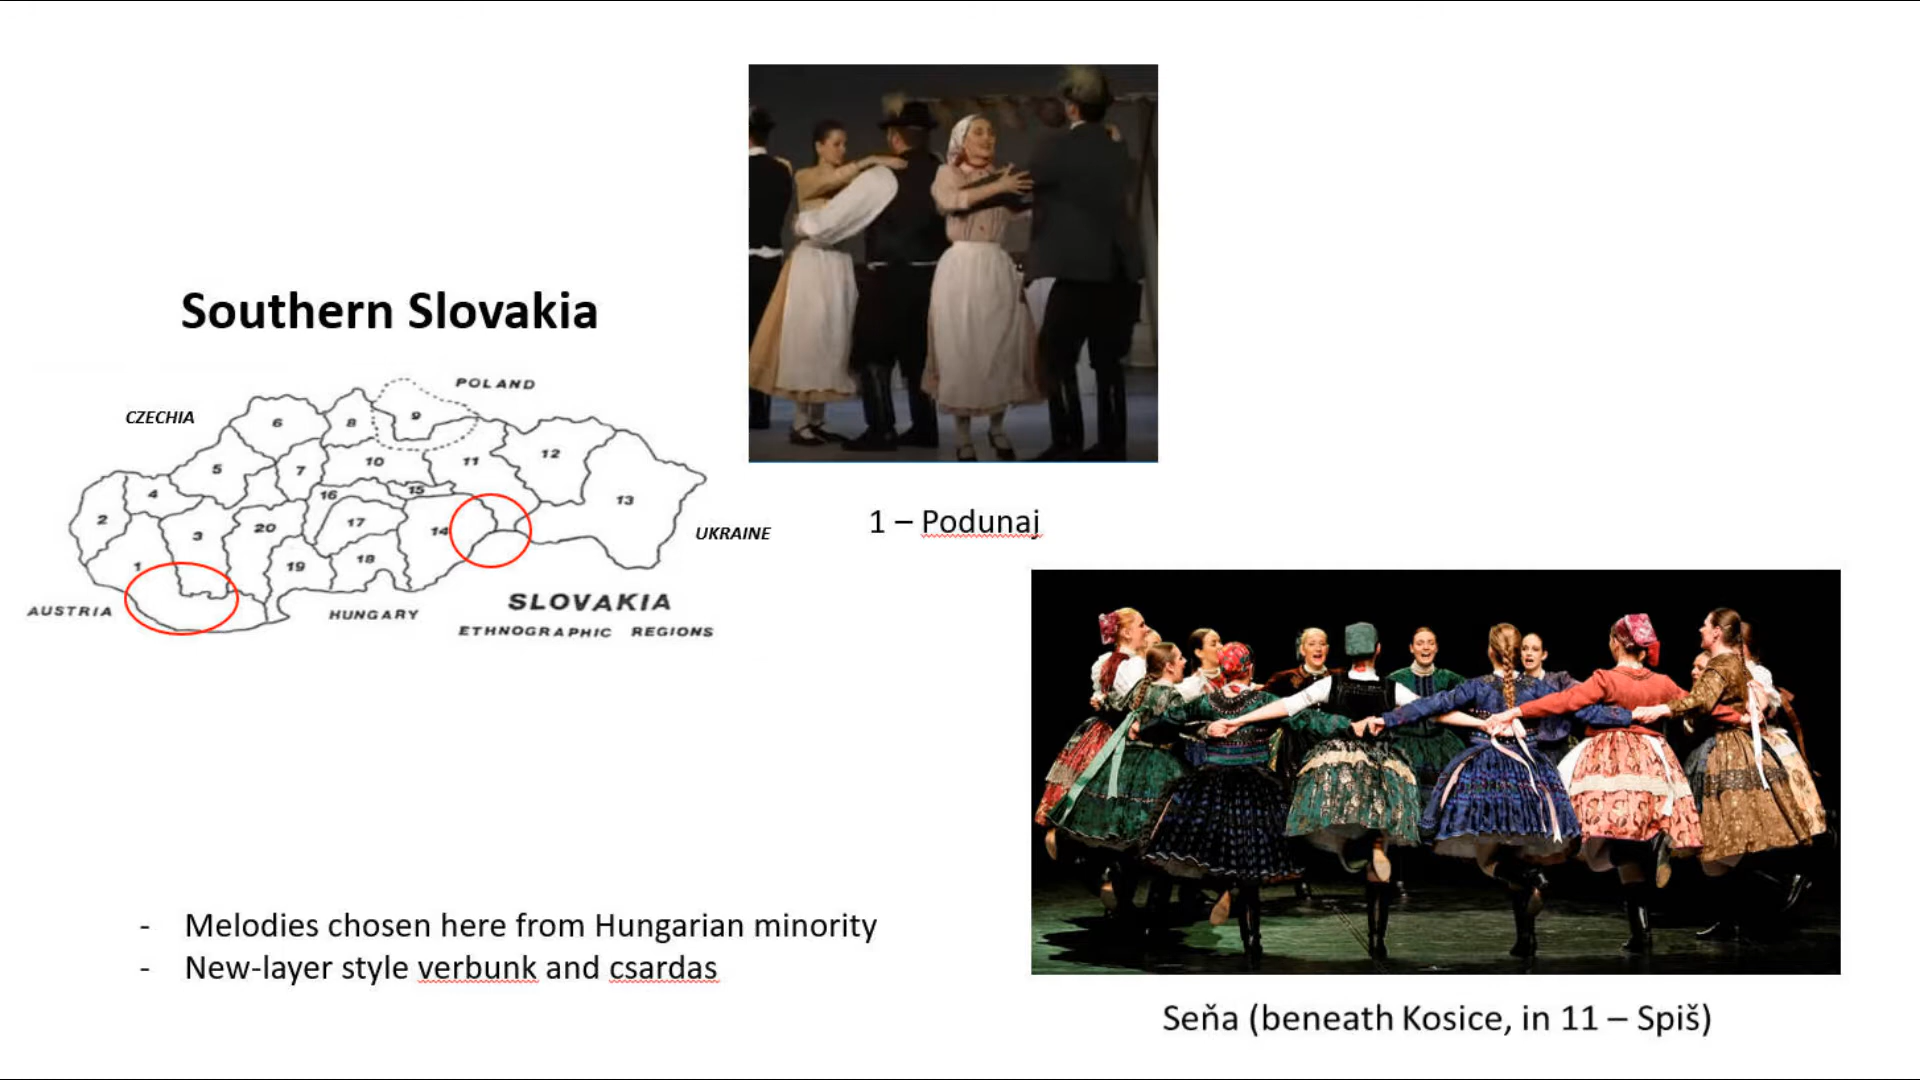 Southern Slovakia
POLAND
CZECHIA
9
6
8
12
10
11
5
7
4
15
16
13
2
17
20
14
3
1
18
19
UKRAINE
AUSTRIA
HUNGARY
SLOVAKIA
ETHNOGRAPHIC REGIONS
1 – Podunaj
- Melodies chosen here from Hungarian minority
- New-layer style verbunk and csardas
Seňa (beneath Kosice, in 11 – Spiš)